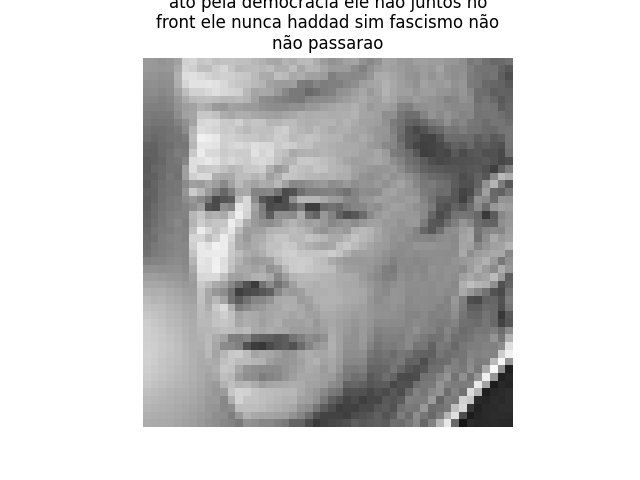 ato pela democracia ele não juntos no
front ele nunca haddad sim fascismo não
não passarao